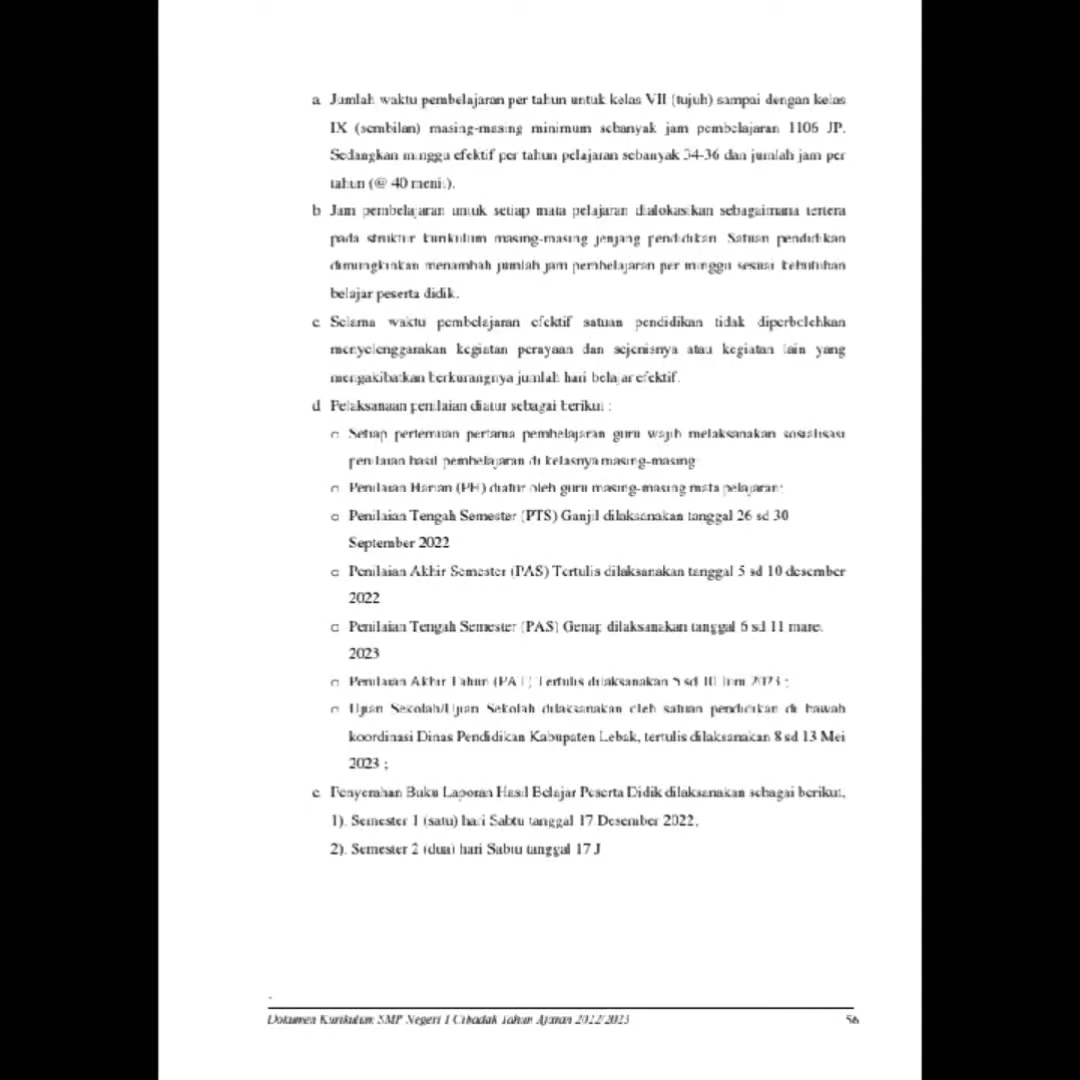 a Jumlah waktu pembelajaran per tahun untuk kelas VII (tujuh) sampai dengan kelas
IX (sembilan) masing-masing minimum sebanyak jam pembelajaran 1106 JP.
Sedangkan minggu efektif per tahun pelajaran sebanyak 34-36 dan jumlah jam per
tahun (@ 40 menit).
b Jam pembelajaran untuk setiap mata pelajaran dialokasikan sebagaimana tertera
pada struktur kurikulum masing-masing jenjang pendidikan Satuan pendidikan
dimungkinkan menambah jumlah jam pembelajaran per minggu sesuai kebutuhan
belajar peserta didik.
c Selama waktu pembelajaran efektif satuan pendidikan tidak diperbolehkan
menyelenggarakan kegiatan perayaan dan sejenisnya atau kegiatan lain yang
mengakibatkan berkurangnya jumlah hari belajar efektif.
d Pelaksanaan penilaian diatur sebagai berikut :
o Setiap pertemuan pertama pembelajaran guru wajib melaksanakan sosialisasi
penilaian hasil pembelajaran di kelasnya masing-masing
o Penilaian Harian (PH) diatur oleh guru masing-masing mata pelajaran;
o Penilaian Tengah Semester (PTS) Ganjil dilaksanakan tanggal 26 sd 30
September 2022
o Penilaian Akhir Semester (PAS) Tertulis dilaksanakan tanggal 5 sd 10 desember
2022
o Penilaian Tengah Semester (PAS) Genap dilaksanakan tanggal 6 sd 11 maret
2023
o Penilaian Akhir Tahun (PAT) Tertulis dilaksanakan 5 sd 10 Juni 2023 ;
o Ujian Sekolah/Ujian Sekolah dilaksanakan oleh satuan pendidikan di bawah
koordinasi Dinas Pendidikan Kabupaten Lebak, tertulis dilaksanakan 8 sd 13 Mei
2023 ;
e Penyerahan Buku Laporan Hasil Belajar Peserta Didik dilaksanakan sebagai berikut,
1). Semester 1 (satu) hari Sabtu tanggal 17 Desember 2022,
2). Semester 2 (dua) hari Sabtu tanggal 17 J
Dokumen Kurikulum SMP Negeri 1 Cibadak Tahun Ajaran 2022/2023 56